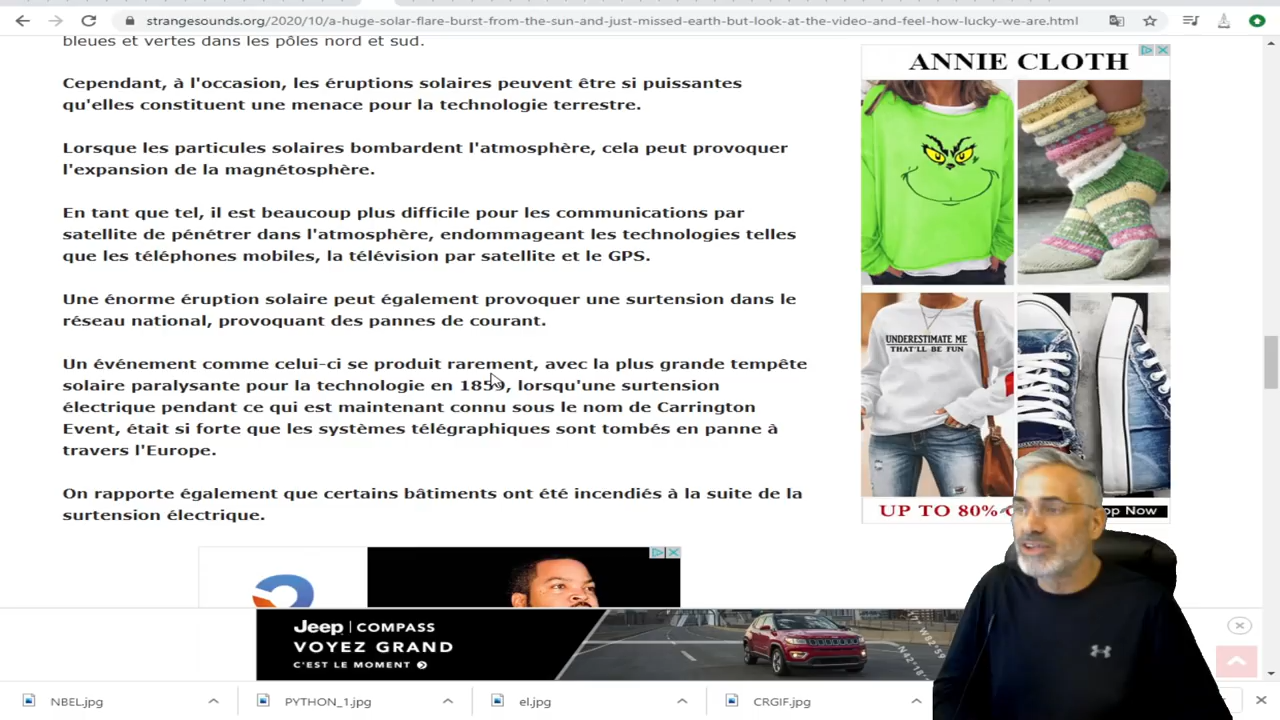 strangesounds.org/2020/10/a-huge-solar-flare-burst-from-the-sun-and-just-missed-earth-but-look-at-the-video-and-feel-how-lucky-we-are.html
bleues et vertes dans les pôles nord et sud.
Cependant, à l'occasion, les éruptions solaires peuvent être si puissantes
qu'elles constituent une menace pour la technologie terrestre.
Lorsque les particules solaires bombardent l'atmosphère, cela peut provoquer
l'expansion de la magnétosphère.
En tant que tel, il est beaucoup plus difficile pour les communications par
satellite de pénétrer dans l'atmosphère, endommageant les technologies telles
que les téléphones mobiles, la télévision par satellite et le GPS.
Une énorme éruption solaire peut également provoquer une surtension dans le
réseau national, provoquant des pannes de courant.
Un événement comme celui-ci se produit rarement, avec la plus grande tempête
solaire paralysante pour la technologie en 1859, lorsqu'une surtension
électrique pendant ce qui est maintenant connu sous le nom de Carrington
Event, était si forte que les systèmes télégraphiques sont tombés en panne à
travers l'Europe.
On rapporte également que certains bâtiments ont été incendiés à la suite de la
surtension électrique.
ANNIE CLOTH
UNDERESTIMATE ME
THAT'LL BE FUN
UP TO 80%
op Now
Jeep | COMPASS
VOYEZ GRAND
C'EST LE MOMENT
N42°18'
W82°59'
NBEL.jpg
PYTHON_1.jpg
el.jpg
CRGIF.jpg